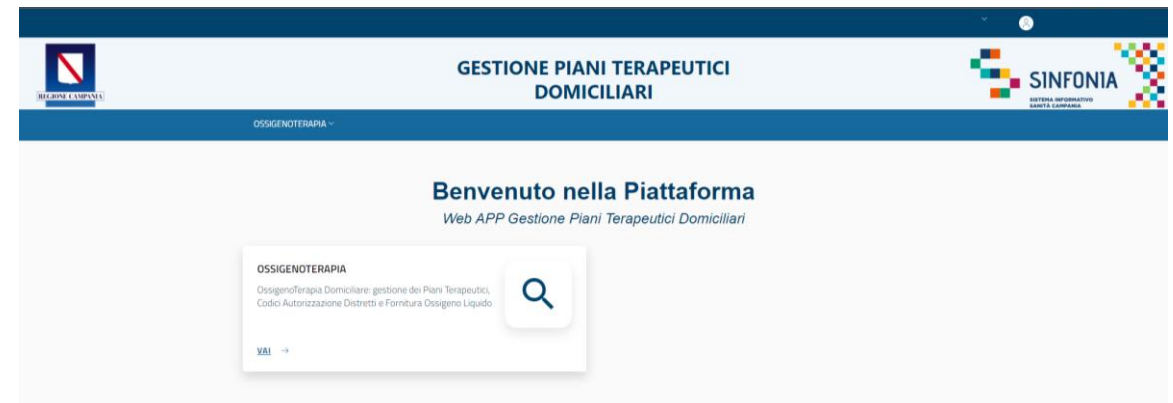 REGIONE CAMPANIA
GESTIONE PIANI TERAPEUTICI
DOMICILIARI
SINFONIA
SISTEMA INFORMATIVO
SANITÀ CAMPANIA
OSSIGENOTERAPIA
Benvenuto nella Piattaforma
Web APP Gestione Piani Terapeutici Domiciliari
OSSIGENOTERAPIA
OssigenoTerapia Domiciliare: gestione dei Piani Terapeutici,
Codici Autorizzazione Distretti e Fornitura Ossigeno Liquido
VAI →